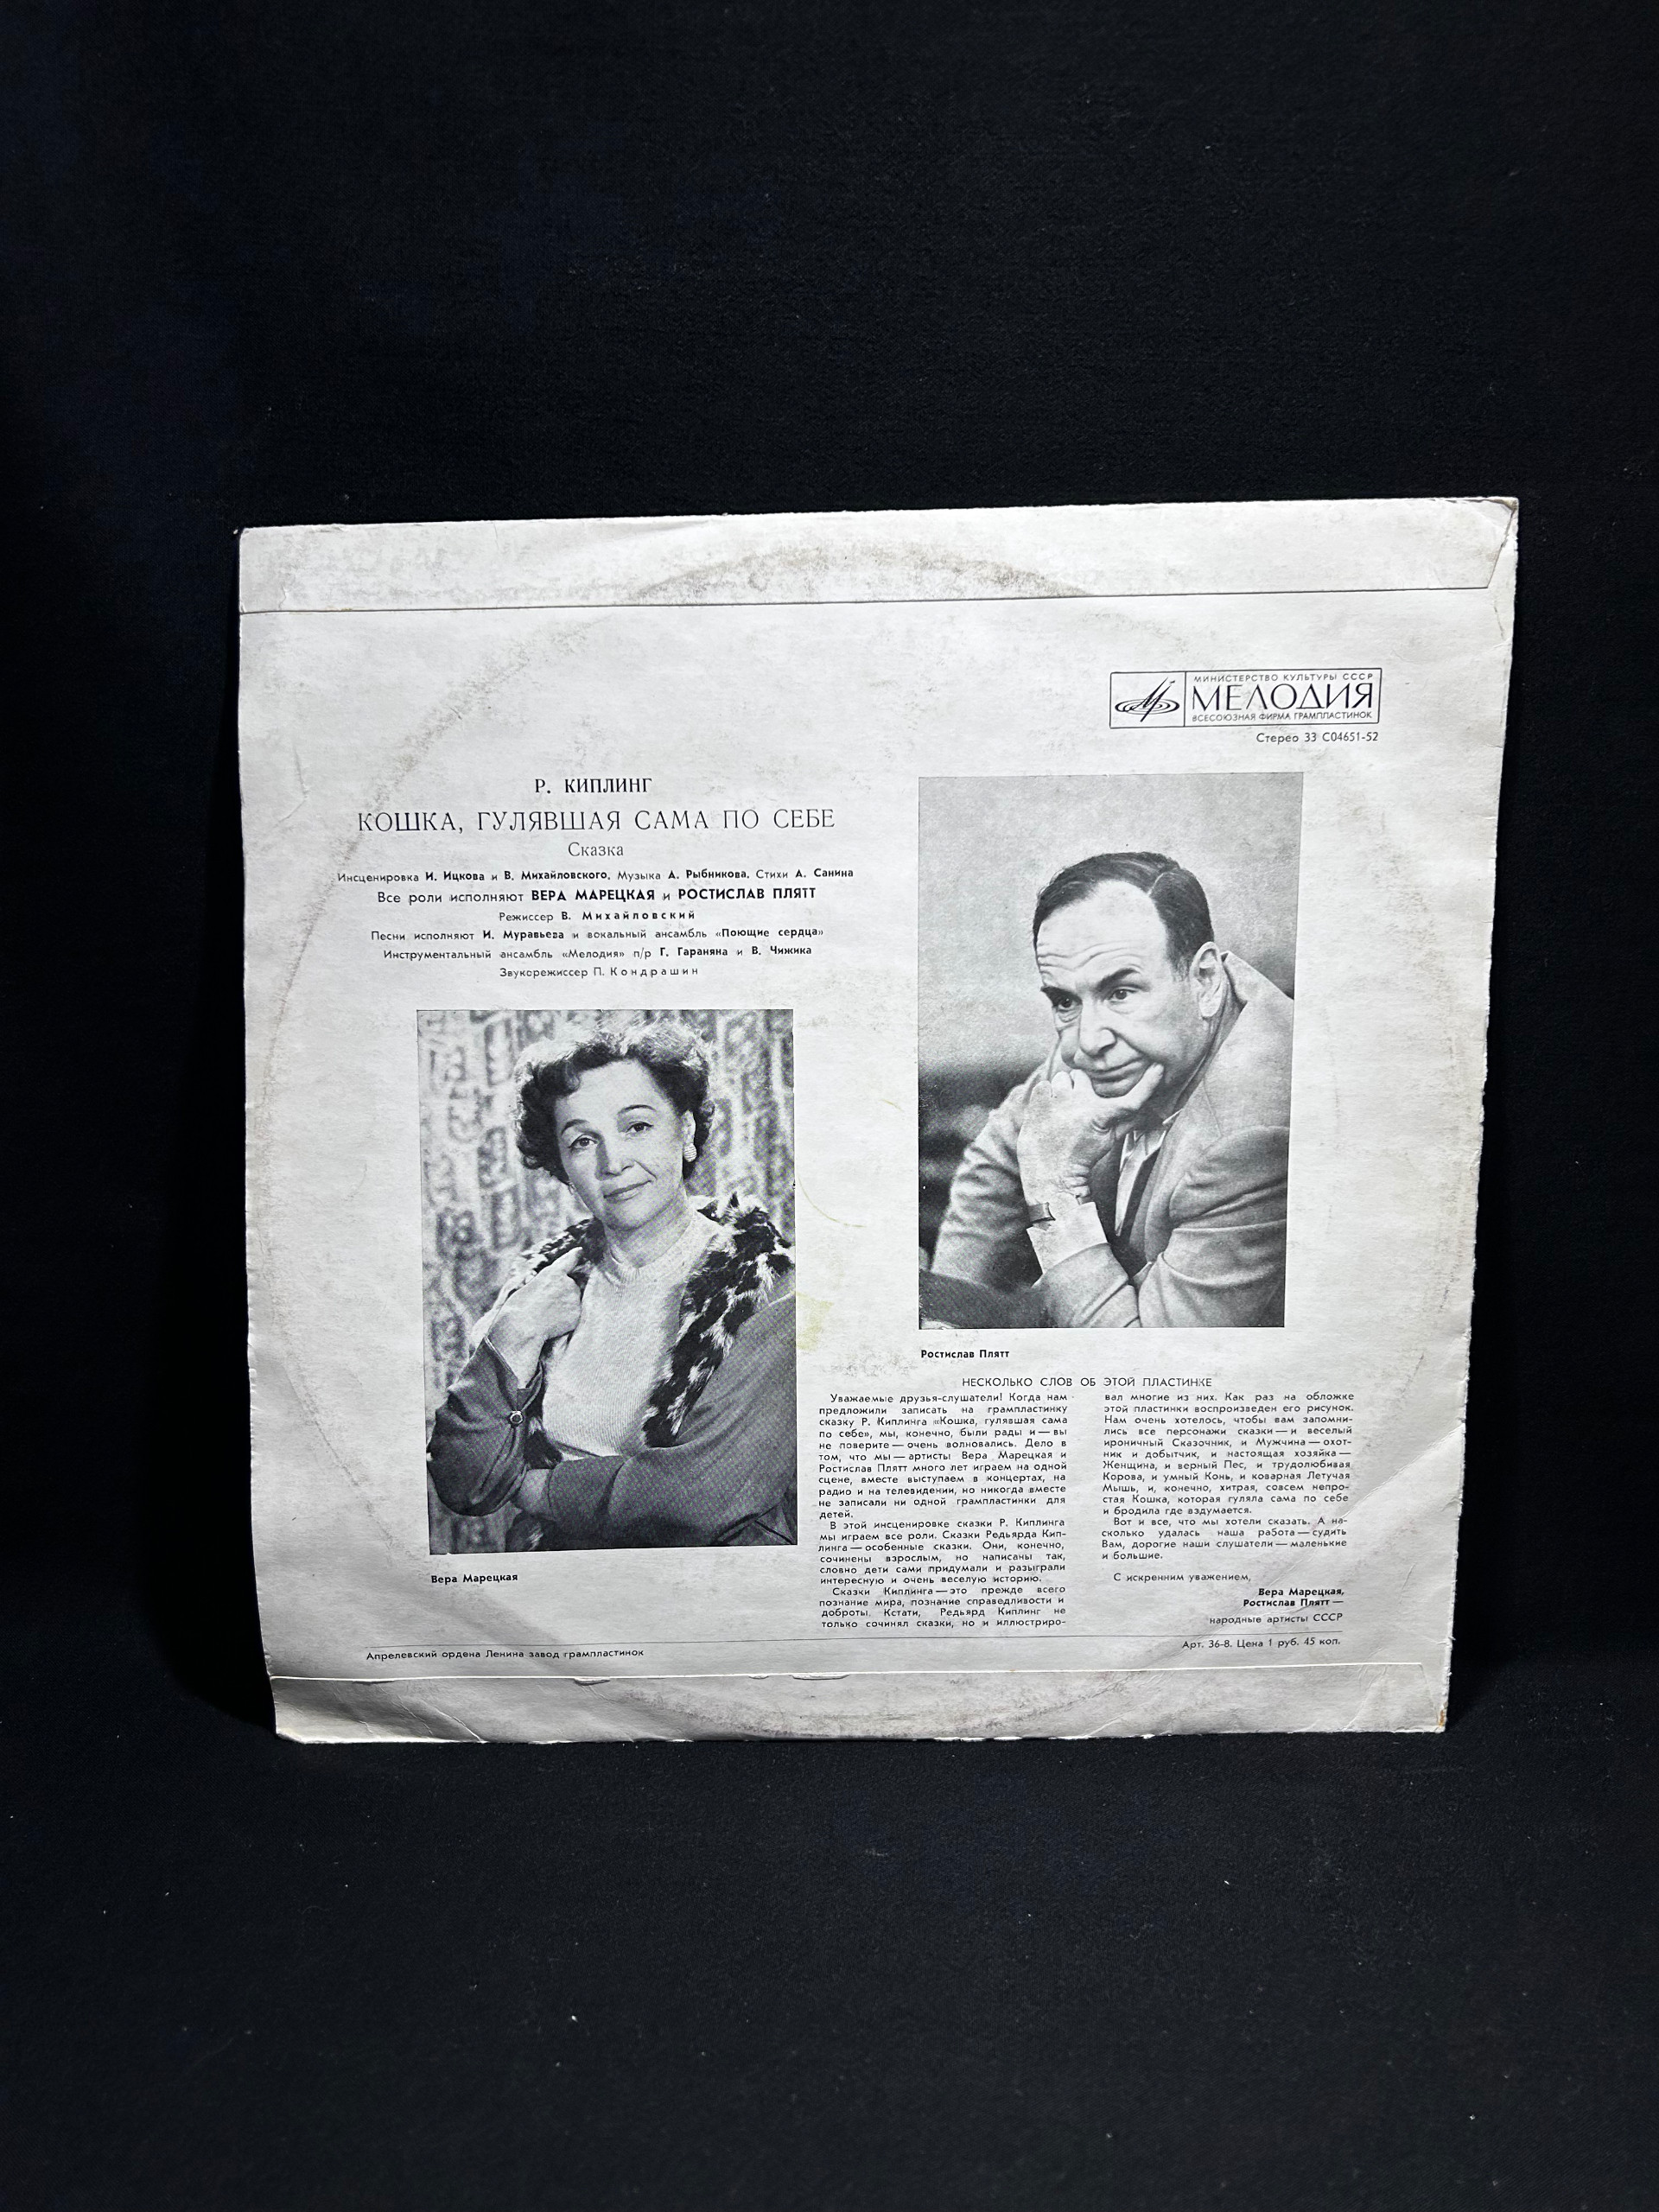 МИНИСТЕРСТВО КУЛЬТУРЫ СССР
МЕЛОДИЯ
ВСЕСОЮЗНАЯ ФИРМА ГРАМПЛАСТИНОК
Стерео 33 С04651-52
Р. КИПЛИНГ
КОШКА, ГУЛЯВШАЯ САМА ПО СЕБЕ
Сказка
Инсценировка И. Ицкова и В. Михайловского, Музыка А. Рыбникова, Стихи А. Санина
Все роли исполняют ВЕРА МАРЕЦКАЯ и РОСТИСЛАВ ПЛЯТТ
Режиссер В. Михайловский
Песни исполняют И. Муравьева и вокальный ансамбль «Поющие сердца»
Инструментальный ансамбль «Мелодия» п/р Г. Гараняна и В. Чижика
Звукорежиссер П. Кондрашин
Вера Марецкая
Ростислав Плятт
НЕСКОЛЬКО СЛОВ ОБ ЭТОЙ ПЛАСТИНКЕ
Уважаемые друзья-слушатели! Когда нам
предложили записать на грампластинку
сказку Р. Киплинга «Кошка, гулявшая сама
по себе», мы, конечно, были рады и — вы
не поверите — очень волновались. Дело в
том, что мы — артисты Вера Марецкая и
Ростислав Плятт много лет играем на одной
сцене, вместе выступаем в концертах, на
радио и на телевидении, но никогда вместе
не записали ни одной грампластинки для
детей.
В этой инсценировке сказки Р. Киплинга
мы играем все роли. Сказки Редьярда Кип-
линга — особенные сказки. Они, конечно,
сочинены взрослым, но написаны так,
словно дети сами придумали и разыграли
интересную и очень веселую историю.
Сказки Киплинга — это прежде всего
познание мира, познание справедливости и
доброты. Кстати, Редьярд Киплинг не
только сочинял сказки, но и иллюстриро-
вал многие из них. Как раз на обложке
этой пластинки воспроизведен его рисунок.
Нам очень хотелось, чтобы вам запомни-
лись все персонажи сказки — и веселый
ироничный Сказочник, и Мужчина — охот-
ник и добытчик, и настоящая хозяйка —
Женщина, и верный Пес, и трудолюбивая
Корова, и умный Конь, и коварная Летучая
Мышь, и, конечно, хитрая, совсем непро-
стая Кошка, которая гуляла сама по себе
и бродила где вздумается.
Вот и все, что мы хотели сказать. А на-
сколько удалась наша работа — судить
Вам, дорогие наши слушатели — маленькие
и большие.
С искренним уважением,
Вера Марецкая,
Ростислав Плятт —
народные артисты СССР
Апрелевский ордена Ленина завод грампластинок
Арт. 36-8. Цена 1 руб. 45 коп.